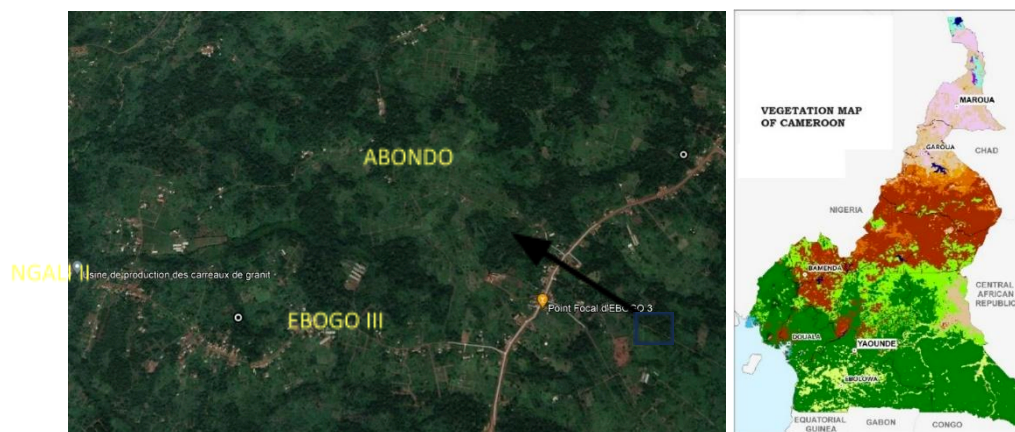 ABONDO
NGALI II
Usine de production des carreaux de granit
Point Focal d'EBOGO 3
EBOGO III
VEGETATION MAP
OF CAMEROON
MAROUA
GAROUA
CHAD
NIGERIA
BAMENDA
CENTRAL
AFRICAN
REPUBLIC
DOUALA
YAOUNDE
EBOLOWA
EQUATORIAL
GUINEA
GABON
CONGO